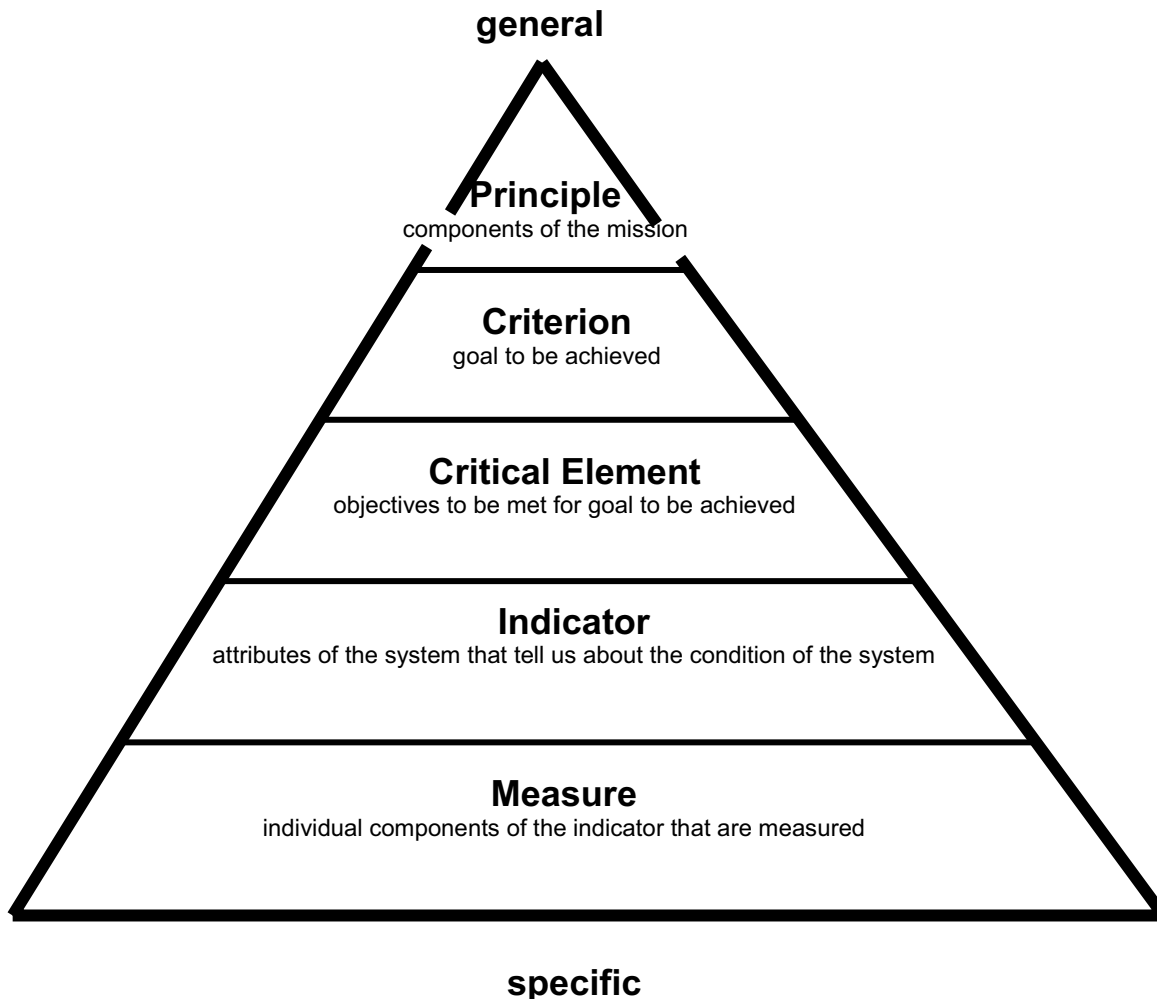 general
Principle
components of the mission
Criterion
goal to be achieved
Critical Element
objectives to be met for goal to be achieved
Indicator
attributes of the system that tell us about the condition of the system
Measure
individual components of the indicator that are measured
specific